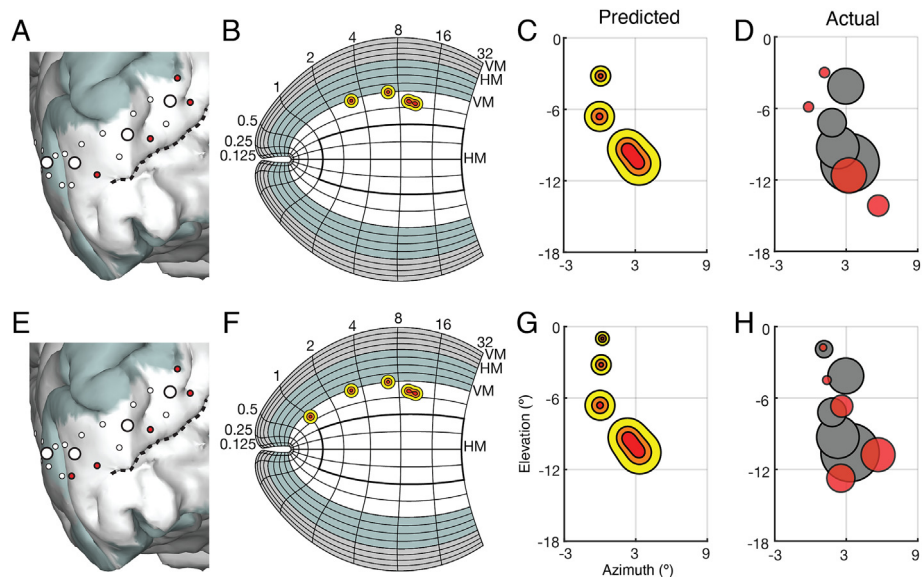 Predicted Actual
A B C D
0.125 0.25 0.5 1 2 4 8 16 32
VM
HM
VM
HM
0 -6 -12 -18
-3 3 9
0 -6 -12 -18
-3 3 9
E F G H
0.125 0.25 0.5 1 2 4 8 16 32
VM
HM
VM
HM
Elevation (º)
0 -6 -12 -18
-3 3 9
Azimuth (º)
0 -6 -12 -18
-3 3 9